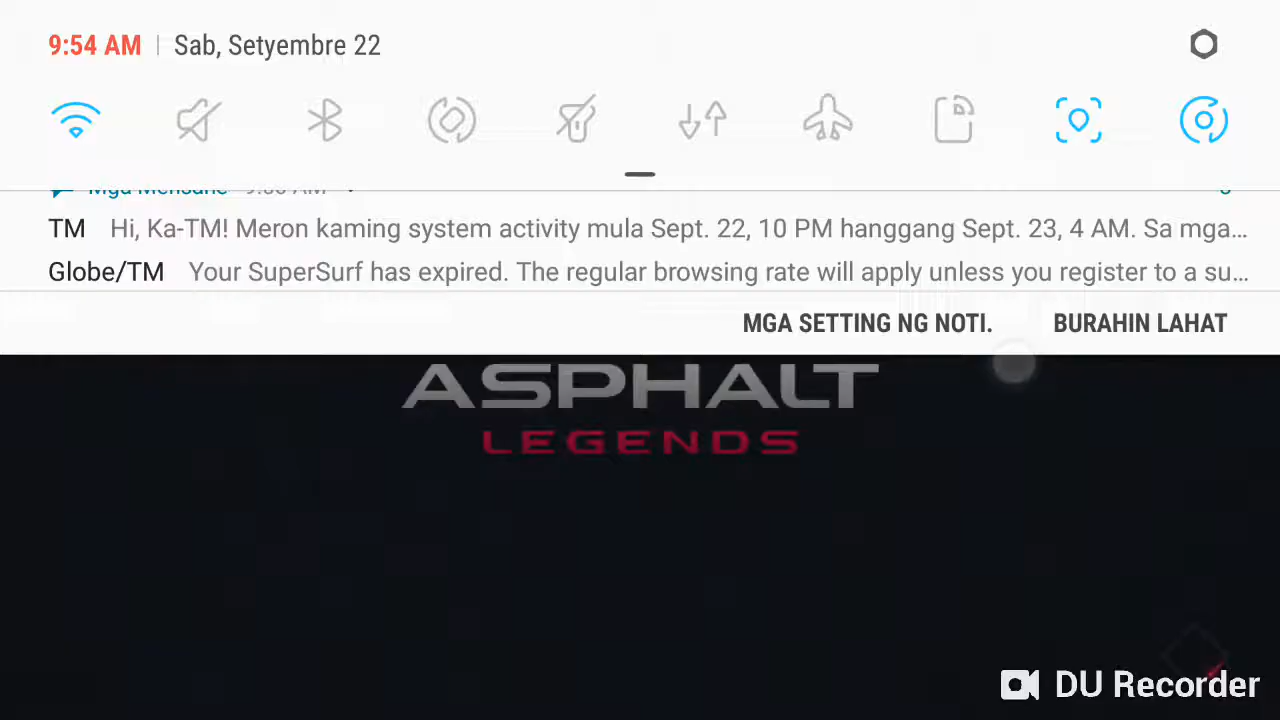 9:54 AM | Sab, Setyembre 22
Mga Mensahe
TM Hi, Ka-TM! Meron kaming system activity mula Sept. 22, 10 PM hanggang Sept. 23, 4 AM. Sa mga...
Globe/TM Your SuperSurf has expired. The regular browsing rate will apply unless you register to a su...
MGA SETTING NG NOTI. BURAHIN LAHAT
ASPHALT
LEGENDS
DU Recorder